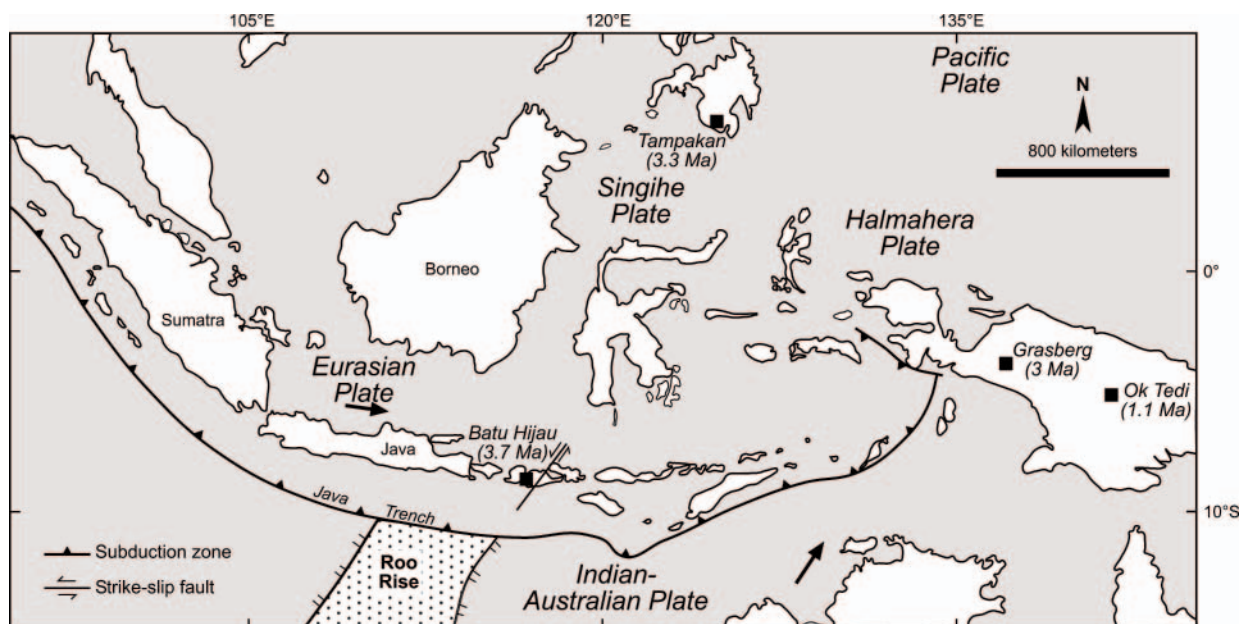 105°E
120°E
135°E
Pacific
Plate
N
800 kilometers
Tampakan
(3.3 Ma)
Singihe
Plate
Halmahera
Plate
Borneo
0°
Sumatra
Grasberg
(3 Ma)
Ok Tedi
(1.1 Ma)
Eurasian
Plate
Batu Hijau
(3.7 Ma)
Java
Java Trench
10°S
Subduction zone
Strike-slip fault
Roo
Rise
Indian-
Australian Plate